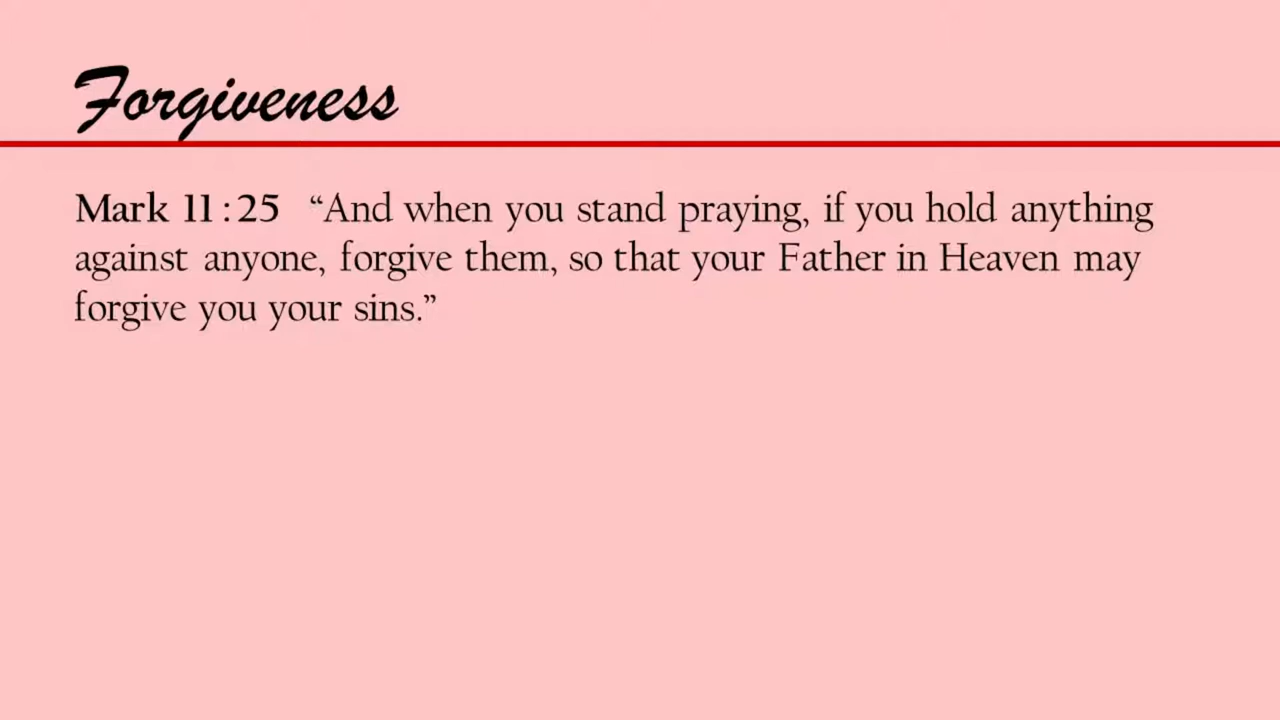 Forgiveness
Mark 11:25 “And when you stand praying, if you hold anything
against anyone, forgive them, so that your Father in Heaven may
forgive you your sins.”